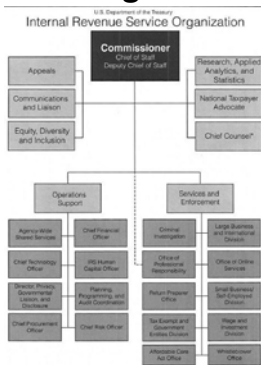 U.S. Department of the Treasury
Internal Revenue Service Organization
Commissioner
Chief of Staff
Deputy Chief of Staff
Appeals
Research, Applied
Analytics, and
Statistics
Communications
and Liaison
National Taxpayer
Advocate
Equity, Diversity
and Inclusion
Chief Counsel*
Operations
Support
Services and
Enforcement
Agency-Wide
Shared Services
Chief Financial
Officer
Criminal
Investigation
Large Business
and International
Division
Chief Technology
Officer
IRS Human
Capital Officer
Office of
Professional
Responsibility
Office of Online
Services
Director, Privacy,
Governmental
Liaison, and
Disclosure
Planning,
Programming, and
Audit Coordination
Return Preparer
Office
Small Business/
Self-Employed
Division
Chief Procurement
Officer
Chief Risk Officer
Tax Exempt and
Government
Entities Division
Wage and
Investment
Division
Affordable Care
Act Office
Whistleblower
Office